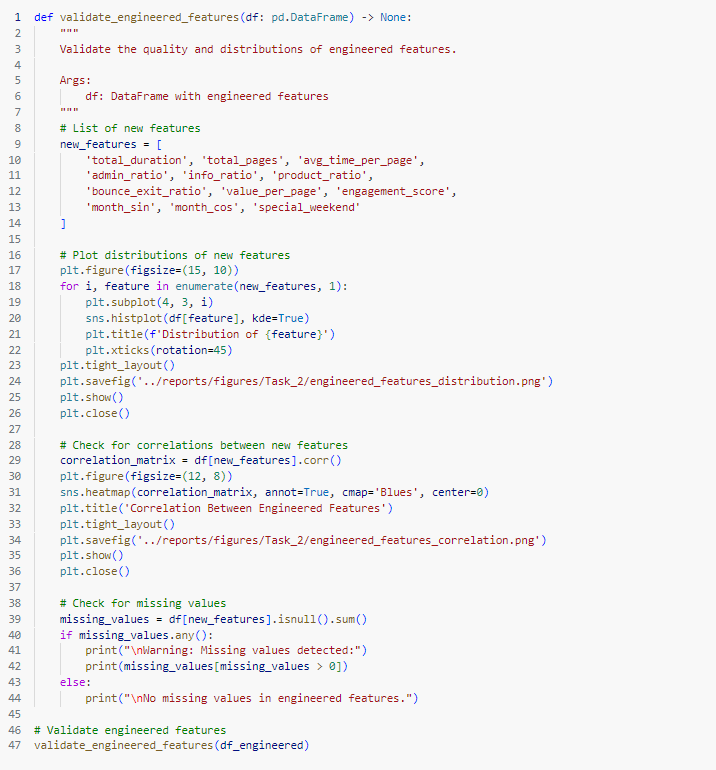 1 def validate_engineered_features(df: pd.DataFrame) -> None:
2     """
3     Validate the quality and distributions of engineered features.
4
5     Args:
6         df: DataFrame with engineered features
7     """
8     # List of new features
9     new_features = [
10         'total_duration', 'total_pages', 'avg_time_per_page',
11         'admin_ratio', 'info_ratio', 'product_ratio',
12         'bounce_exit_ratio', 'value_per_page', 'engagement_score',
13         'month_sin', 'month_cos', 'special_weekend'
14     ]
15
16     # Plot distributions of new features
17     plt.figure(figsize=(15, 10))
18     for i, feature in enumerate(new_features, 1):
19         plt.subplot(4, 3, i)
20         sns.histplot(df[feature], kde=True)
21         plt.title(f'Distribution of {feature}')
22         plt.xticks(rotation=45)
23     plt.tight_layout()
24     plt.savefig('../reports/figures/Task_2/engineered_features_distribution.png')
25     plt.show()
26     plt.close()
27
28     # Check for correlations between new features
29     correlation_matrix = df[new_features].corr()
30     plt.figure(figsize=(12, 8))
31     sns.heatmap(correlation_matrix, annot=True, cmap='Blues', center=0)
32     plt.title('Correlation Between Engineered Features')
33     plt.tight_layout()
34     plt.savefig('../reports/figures/Task_2/engineered_features_correlation.png')
35     plt.show()
36     plt.close()
37
38     # Check for missing values
39     missing_values = df[new_features].isnull().sum()
40     if missing_values.any():
41         print("\nWarning: Missing values detected:")
42         print(missing_values[missing_values > 0])
43     else:
44         print("\nNo missing values in engineered features.")
45
46 # Validate engineered features
47 validate_engineered_features(df_engineered)